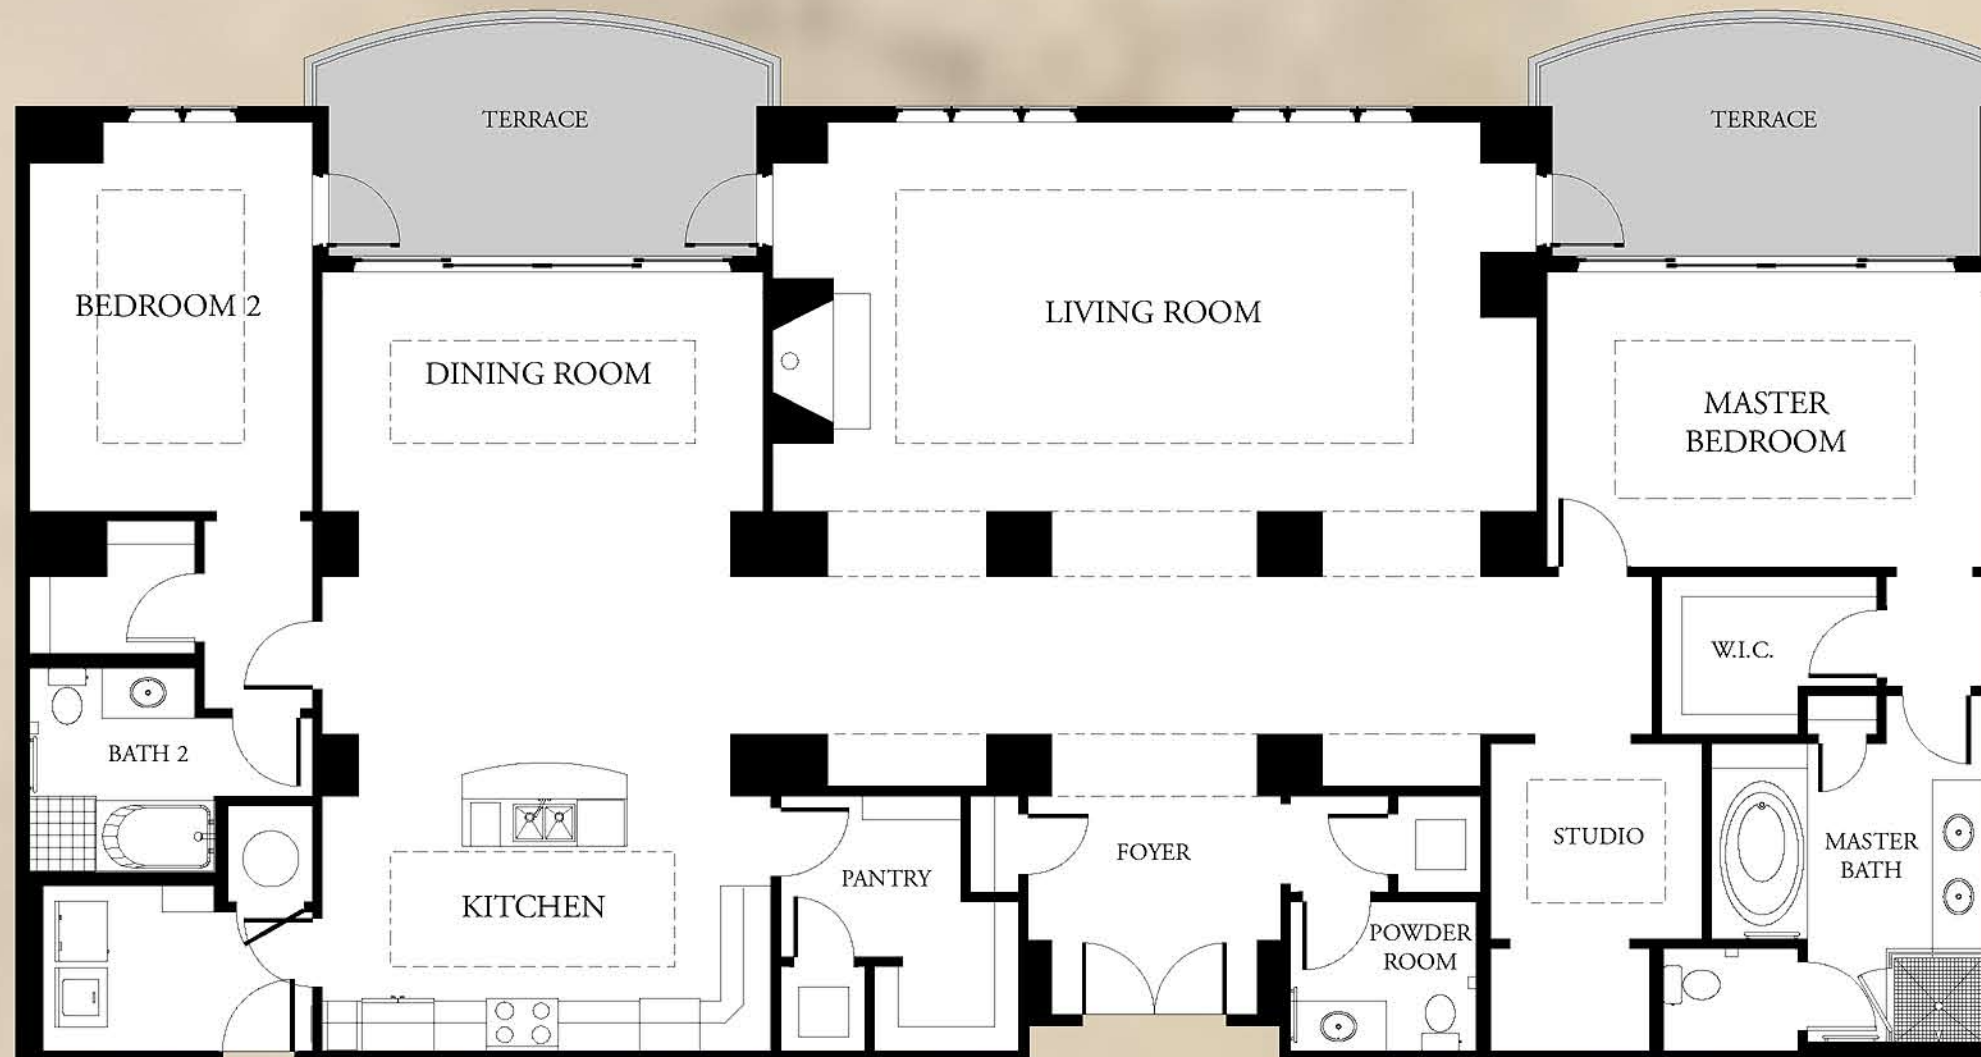 TERRACE
TERRACE
BEDROOM 2
LIVING ROOM
DINING ROOM
MASTER
BEDROOM
W.I.C.
BATH 2
STUDIO
MASTER
BATH
FOYER
PANTRY
KITCHEN
POWDER
ROOM